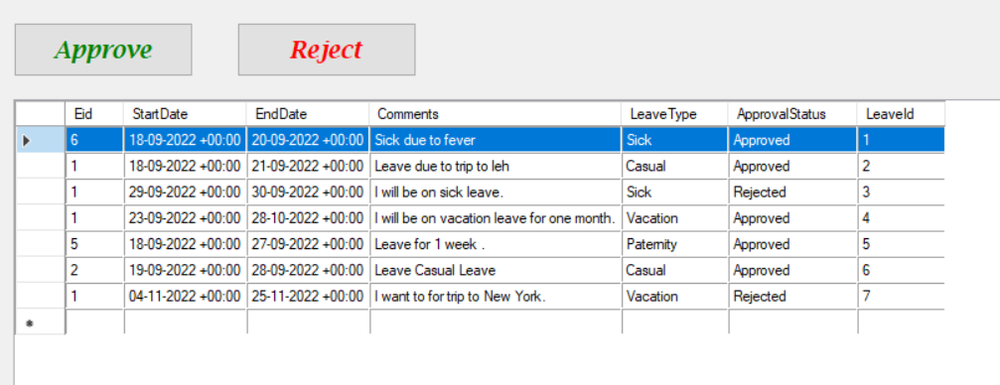 Approve Reject
Eid StartDate EndDate Comments LeaveType ApprovalStatus LeaveId
6 18-09-2022 +00:00 20-09-2022 +00:00 Sick due to fever Sick Approved 1
1 18-09-2022 +00:00 21-09-2022 +00:00 Leave due to trip to leh Casual Approved 2
1 29-09-2022 +00:00 30-09-2022 +00:00 I will be on sick leave. Sick Rejected 3
1 23-09-2022 +00:00 28-10-2022 +00:00 I will be on vacation leave for one month. Vacation Approved 4
5 18-09-2022 +00:00 27-09-2022 +00:00 Leave for 1 week . Paternity Approved 5
2 19-09-2022 +00:00 28-09-2022 +00:00 Leave Casual Leave Casual Approved 6
1 04-11-2022 +00:00 25-11-2022 +00:00 I want to for trip to New York. Vacation Rejected 7